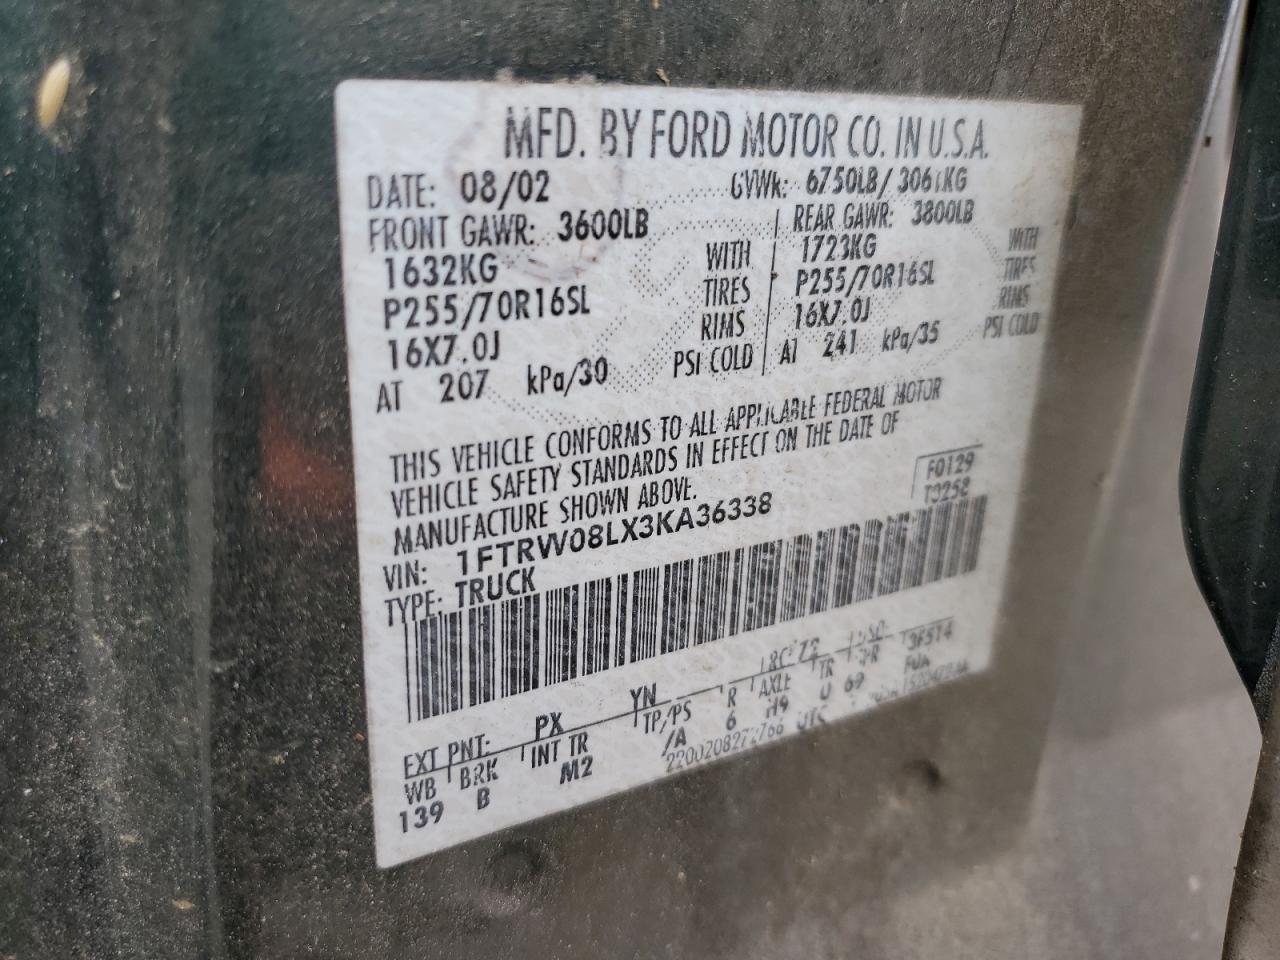 MFD. BY FORD MOTOR CO. IN U.S.A.
DATE: 08/02 GVWR: 6750LB/ 3061KG
FRONT GAWR: 3600LB REAR GAWR: 3800LB
1632KG WITH 1723KG WITH
P255/70R16SL TIRES P255/70R16SL TIRES
16X7.0J RIMS 16X7.0J RIMS
AT 207 kPa/30 PSI COLD AT 241 kPa/35 PSI COLD
THIS VEHICLE CONFORMS TO ALL APPLICABLE FEDERAL MOTOR
VEHICLE SAFETY STANDARDS IN EFFECT ON THE DATE OF
MANUFACTURE SHOWN ABOVE.
F0129
T0258
VIN: 1FTRW08LX3KA36338
TYPE: TRUCK
EXT PNT: PX YN T3F514
WB BRK INT TR TP/PS R AXLE TR SPR
139 B M2 /A 6 H9 U 69